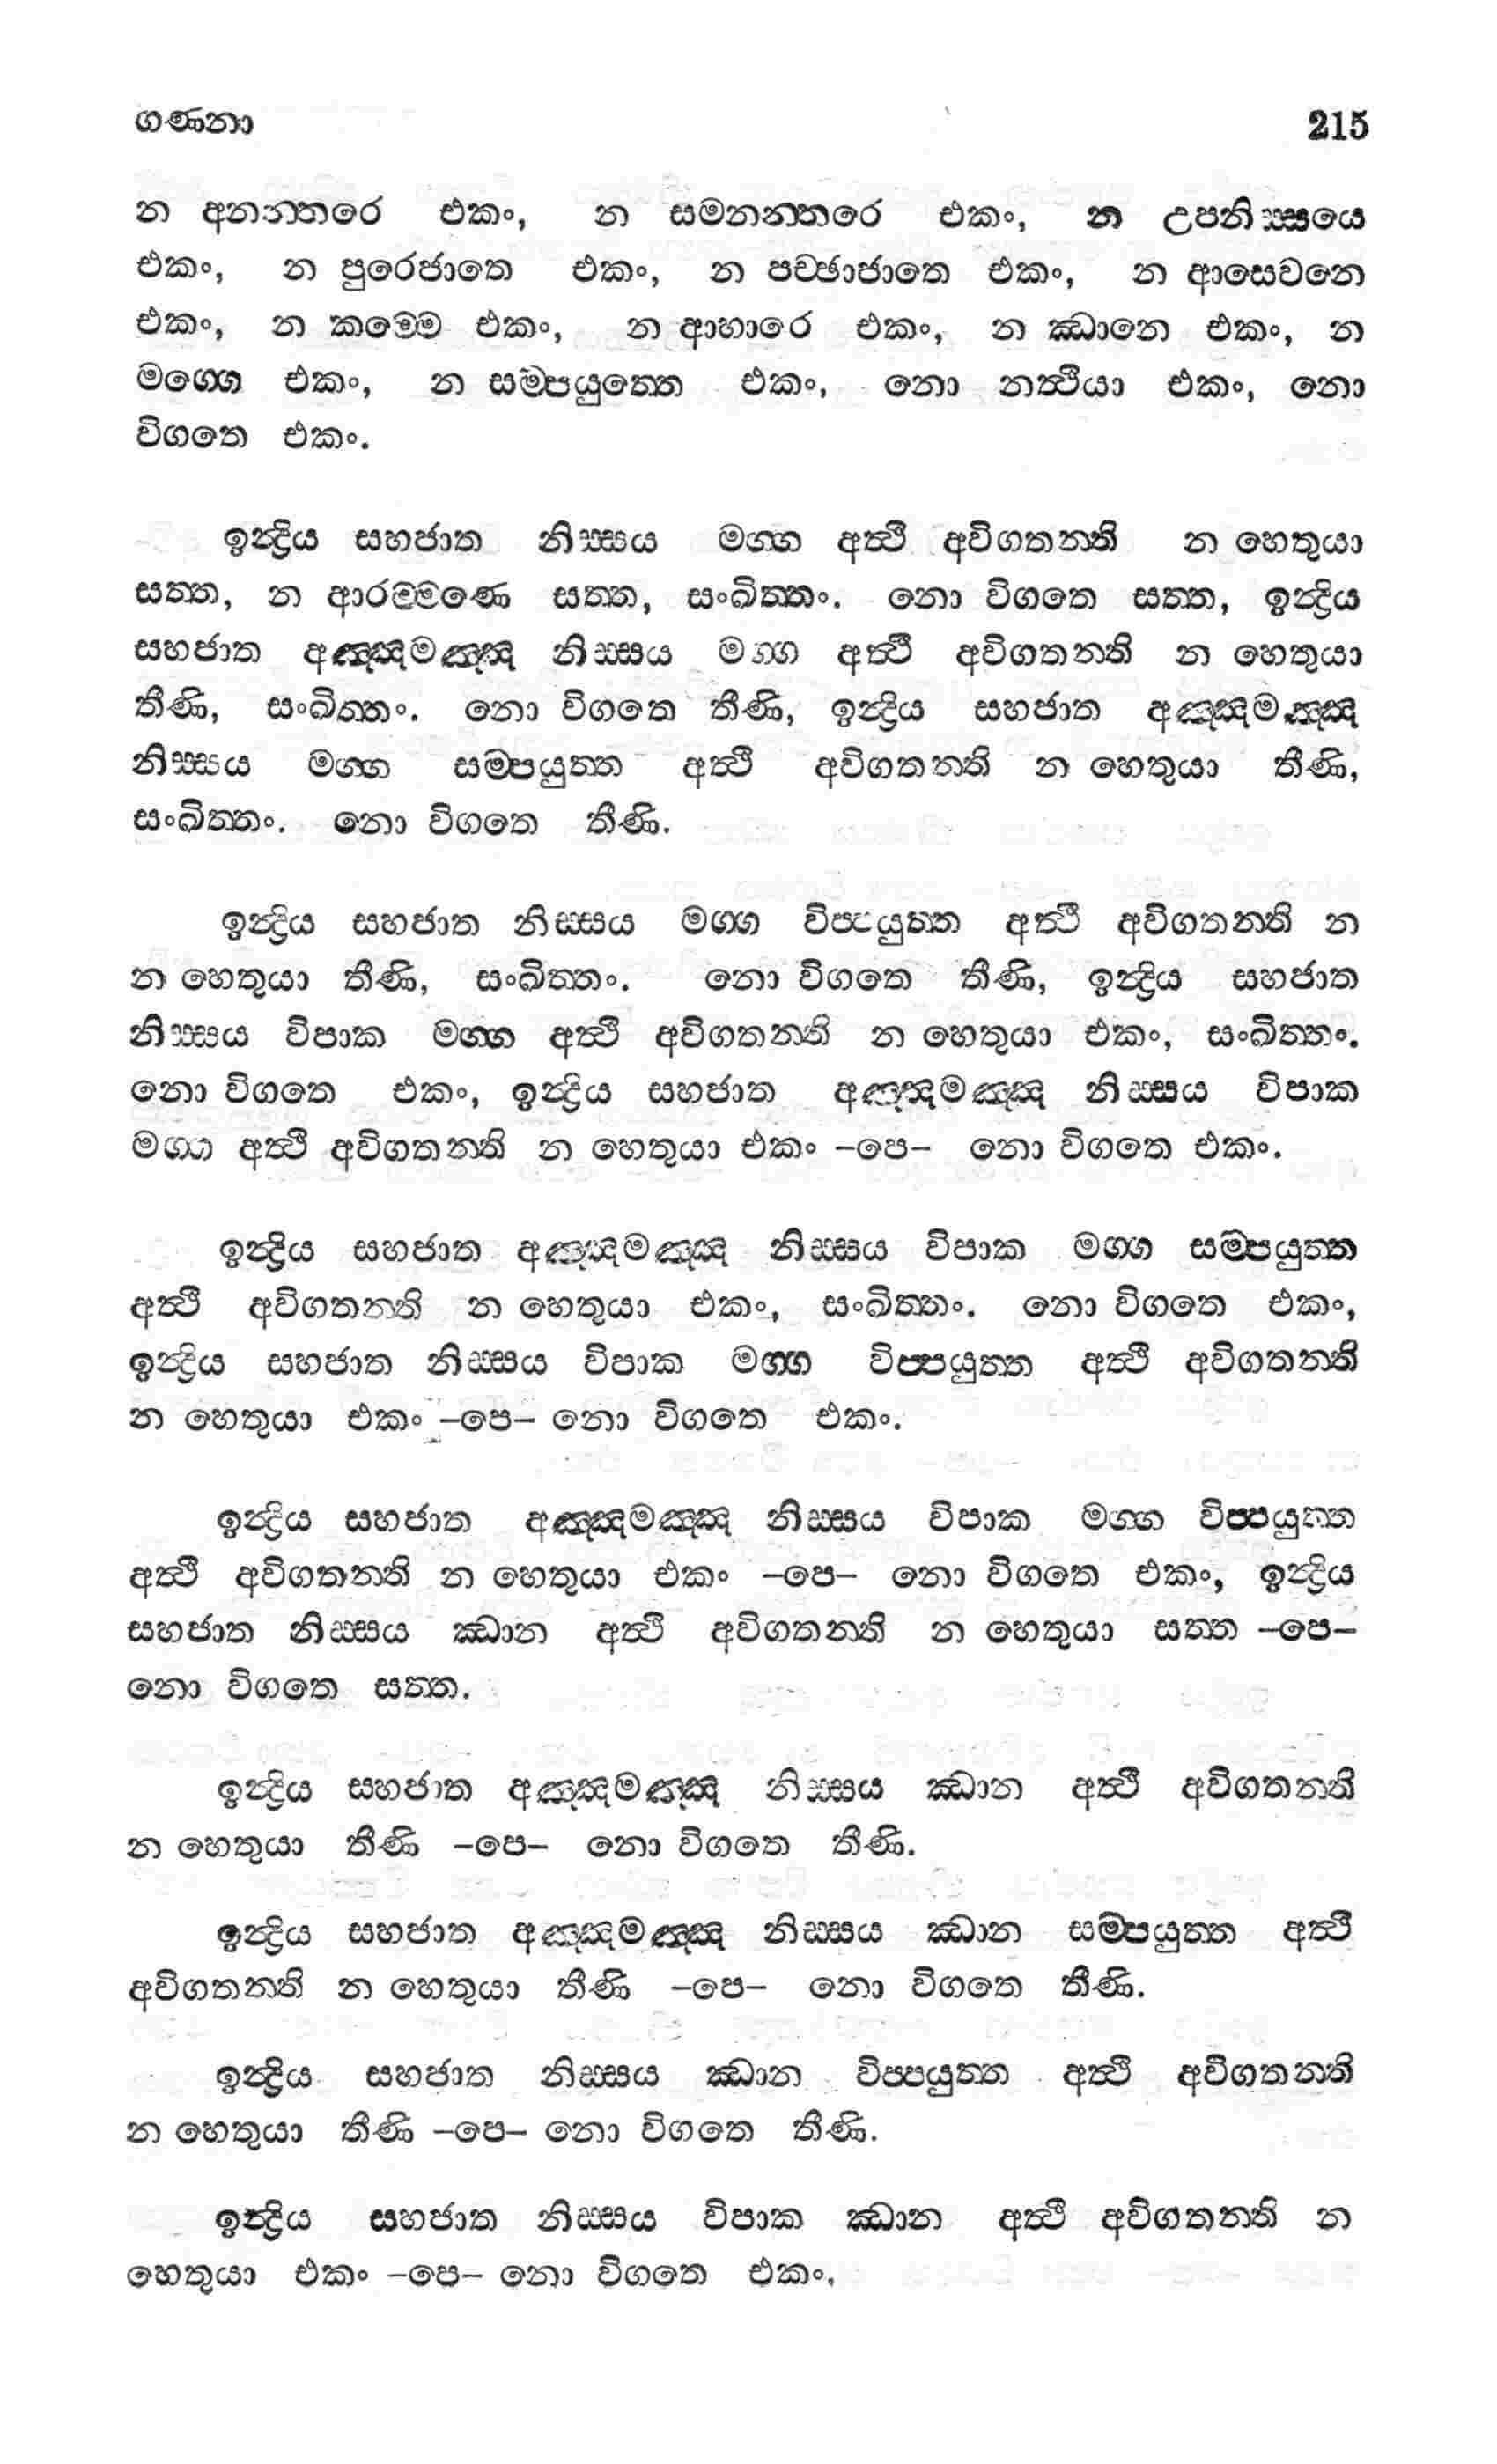 ගණනා 215
න අනන්තරෙ එකං, න සමනන්තරෙ එකං, න උපනිස්සයෙ
එකං, න පුරෙජාතෙ එකං, න පච්ඡාජාතෙ එකං, න ආසෙවනෙ
එකං, න කම්මෙ එකං, න ආහාරෙ එකං, න ඣානෙ එකං, න
මග්ගෙ එකං, න සම්පයුත්තෙ එකං, නො නත්ථියා එකං, නො
විගතෙ එකං.
ඉන්ද්‍රිය සහජාත නිස්සය මග්ග අත්ථි අවිගතන්ති න හෙතුයා
සත්ත, න ආරම්මණෙ සත්ත, සංඛිත්තං. නො විගතෙ සත්ත, ඉන්ද්‍රිය
සහජාත අඤ්ඤමඤ්ඤ නිස්සය මග්ග අත්ථි අවිගතන්ති න හෙතුයා
තීණි, සංඛිත්තං. නො විගතෙ තීණි, ඉන්ද්‍රිය සහජාත අඤ්ඤමඤ්ඤ
නිස්සය මග්ග සම්පයුත්ත අත්ථි අවිගතන්ති න හෙතුයා තීණි,
සංඛිත්තං. නො විගතෙ තීණි.
ඉන්ද්‍රිය සහජාත නිස්සය මග්ග විප්පයුත්ත අත්ථි අවිගතන්ති න
න හෙතුයා තීණි, සංඛිත්තං. නො විගතෙ තීණි, ඉන්ද්‍රිය සහජාත
නිස්සය විපාක මග්ග අත්ථි අවිගතන්ති න හෙතුයා එකං, සංඛිත්තං.
නො විගතෙ එකං, ඉන්ද්‍රිය සහජාත අඤ්ඤමඤ්ඤ නිස්සය විපාක
මග්ග අත්ථි අවිගතන්ති න හෙතුයා එකං –පෙ– නො විගතෙ එකං.
ඉන්ද්‍රිය සහජාත අඤ්ඤමඤ්ඤ නිස්සය විපාක මග්ග සම්පයුත්ත
අත්ථි අවිගතන්ති න හෙතුයා එකං, සංඛිත්තං. නො විගතෙ එකං,
ඉන්ද්‍රිය සහජාත නිස්සය විපාක මග්ග විප්පයුත්ත අත්ථි අවිගතන්ති
න හෙතුයා එකං –පෙ– නො විගතෙ එකං.
ඉන්ද්‍රිය සහජාත අඤ්ඤමඤ්ඤ නිස්සය විපාක මග්ග විප්පයුත්ත
අත්ථි අවිගතන්ති න හෙතුයා එකං –පෙ– නො විගතෙ එකං, ඉන්ද්‍රිය
සහජාත නිස්සය ඣාන අත්ථි අවිගතන්ති න හෙතුයා සත්ත –පෙ–
නො විගතෙ සත්ත.
ඉන්ද්‍රිය සහජාත අඤ්ඤමඤ්ඤ නිස්සය ඣාන අත්ථි අවිගතන්ති
න හෙතුයා තීණි –පෙ– නො විගතෙ තීණි.
ඉන්ද්‍රිය සහජාත අඤ්ඤමඤ්ඤ නිස්සය ඣාන සම්පයුත්ත අත්ථි
අවිගතන්ති න හෙතුයා තීණි –පෙ– නො විගතෙ තීණි.
ඉන්ද්‍රිය සහජාත නිස්සය ඣාන විප්පයුත්ත අත්ථි අවිගතන්ති
න හෙතුයා තීණි –පෙ– නො විගතෙ තීණි.
ඉන්ද්‍රිය සහජාත නිස්සය විපාක ඣාන අත්ථි අවිගතන්ති න
හෙතුයා එකං –පෙ– නො විගතෙ එකං,